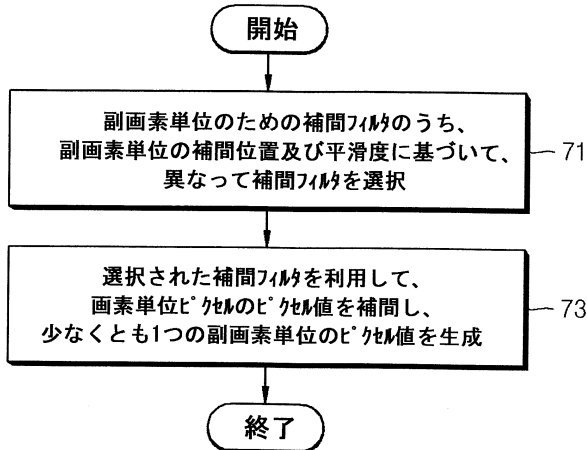 開始
副画素単位のための補間ﾌｨﾙﾀのうち、
副画素単位の補間位置及び平滑度に基づいて、
異なって補間ﾌｨﾙﾀを選択
71
選択された補間ﾌｨﾙﾀを利用して、
画素単位ﾋﾟｸｾﾙのﾋﾟｸｾﾙ値を補間し、
少なくとも1つの副画素単位のﾋﾟｸｾﾙ値を生成
73
終了